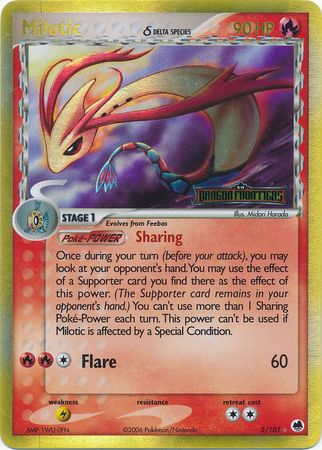 Milotic δ DELTA SPECIES 90 HP
EX
DRAGON FRONTIERS
Illus. Midori Harada
STAGE 1
Evolves from Feebas
Poké-POWER Sharing
Once during your turn (before your attack), you may
look at your opponent's hand. You may use the effect
of a Supporter card you find there as the effect of
this power. (The Supporter card remains in your
opponent's hand.) You can't use more than 1 Sharing
Poké-Power each turn. This power can't be used if
Milotic is affected by a Special Condition.
Flare 60
weakness resistance retreat cost
6MP-1WU-0FN ©2006 Pokémon/Nintendo 5/101